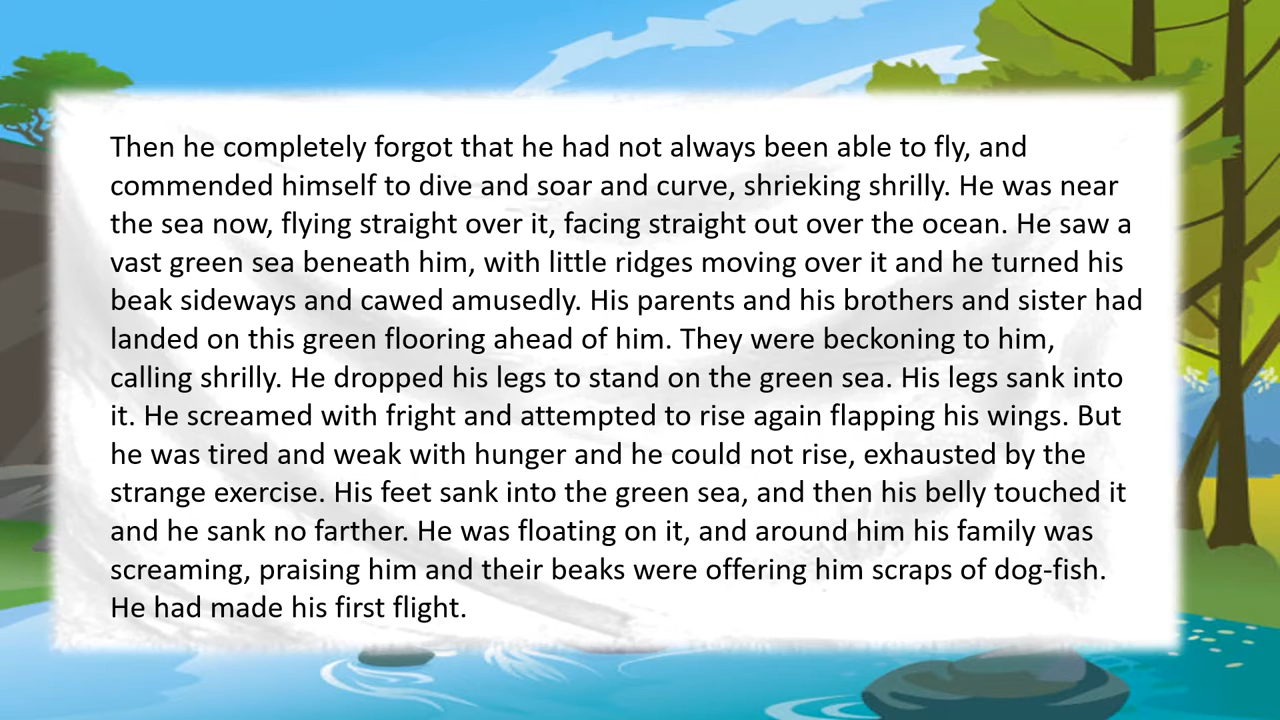 Then he completely forgot that he had not always been able to fly, and
commended himself to dive and soar and curve, shrieking shrilly. He was near
the sea now, flying straight over it, facing straight out over the ocean. He saw a
vast green sea beneath him, with little ridges moving over it and he turned his
beak sideways and cawed amusedly. His parents and his brothers and sister had
landed on this green flooring ahead of him. They were beckoning to him,
calling shrilly. He dropped his legs to stand on the green sea. His legs sank into
it. He screamed with fright and attempted to rise again flapping his wings. But
he was tired and weak with hunger and he could not rise, exhausted by the
strange exercise. His feet sank into the green sea, and then his belly touched it
and he sank no farther. He was floating on it, and around him his family was
screaming, praising him and their beaks were offering him scraps of dog-fish.
He had made his first flight.